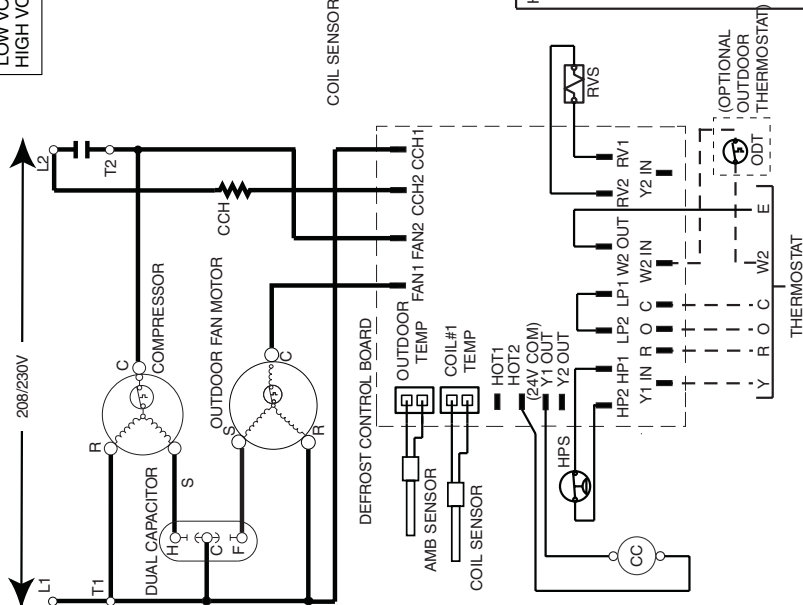 LOW VO
HIGH VO
H
208/230V
L1
L2
T1
T2
COIL SENSOR
CCH
COMPRESSOR
R
C
S
DUAL CAPACITOR
H
C
F
OUTDOOR FAN MOTOR
S
C
R
DEFROST CONTROL BOARD
FAN1
FAN2
CCH2
CCH1
OUTDOOR
TEMP
COIL#1
TEMP
AMB SENSOR
COIL SENSOR
HOT1
HOT2
(24V COM)
Y1 OUT
Y2 OUT
HPS
CC
HP2
HP1
LP2
LP1
W2 OUT
RV2
RV1
Y1 IN
R
O
C
W2 IN
Y2 IN
RVS
(OPTIONAL
OUTDOOR
THERMOSTAT)
ODT
Y
R
O
C
W2
E
THERMOSTAT